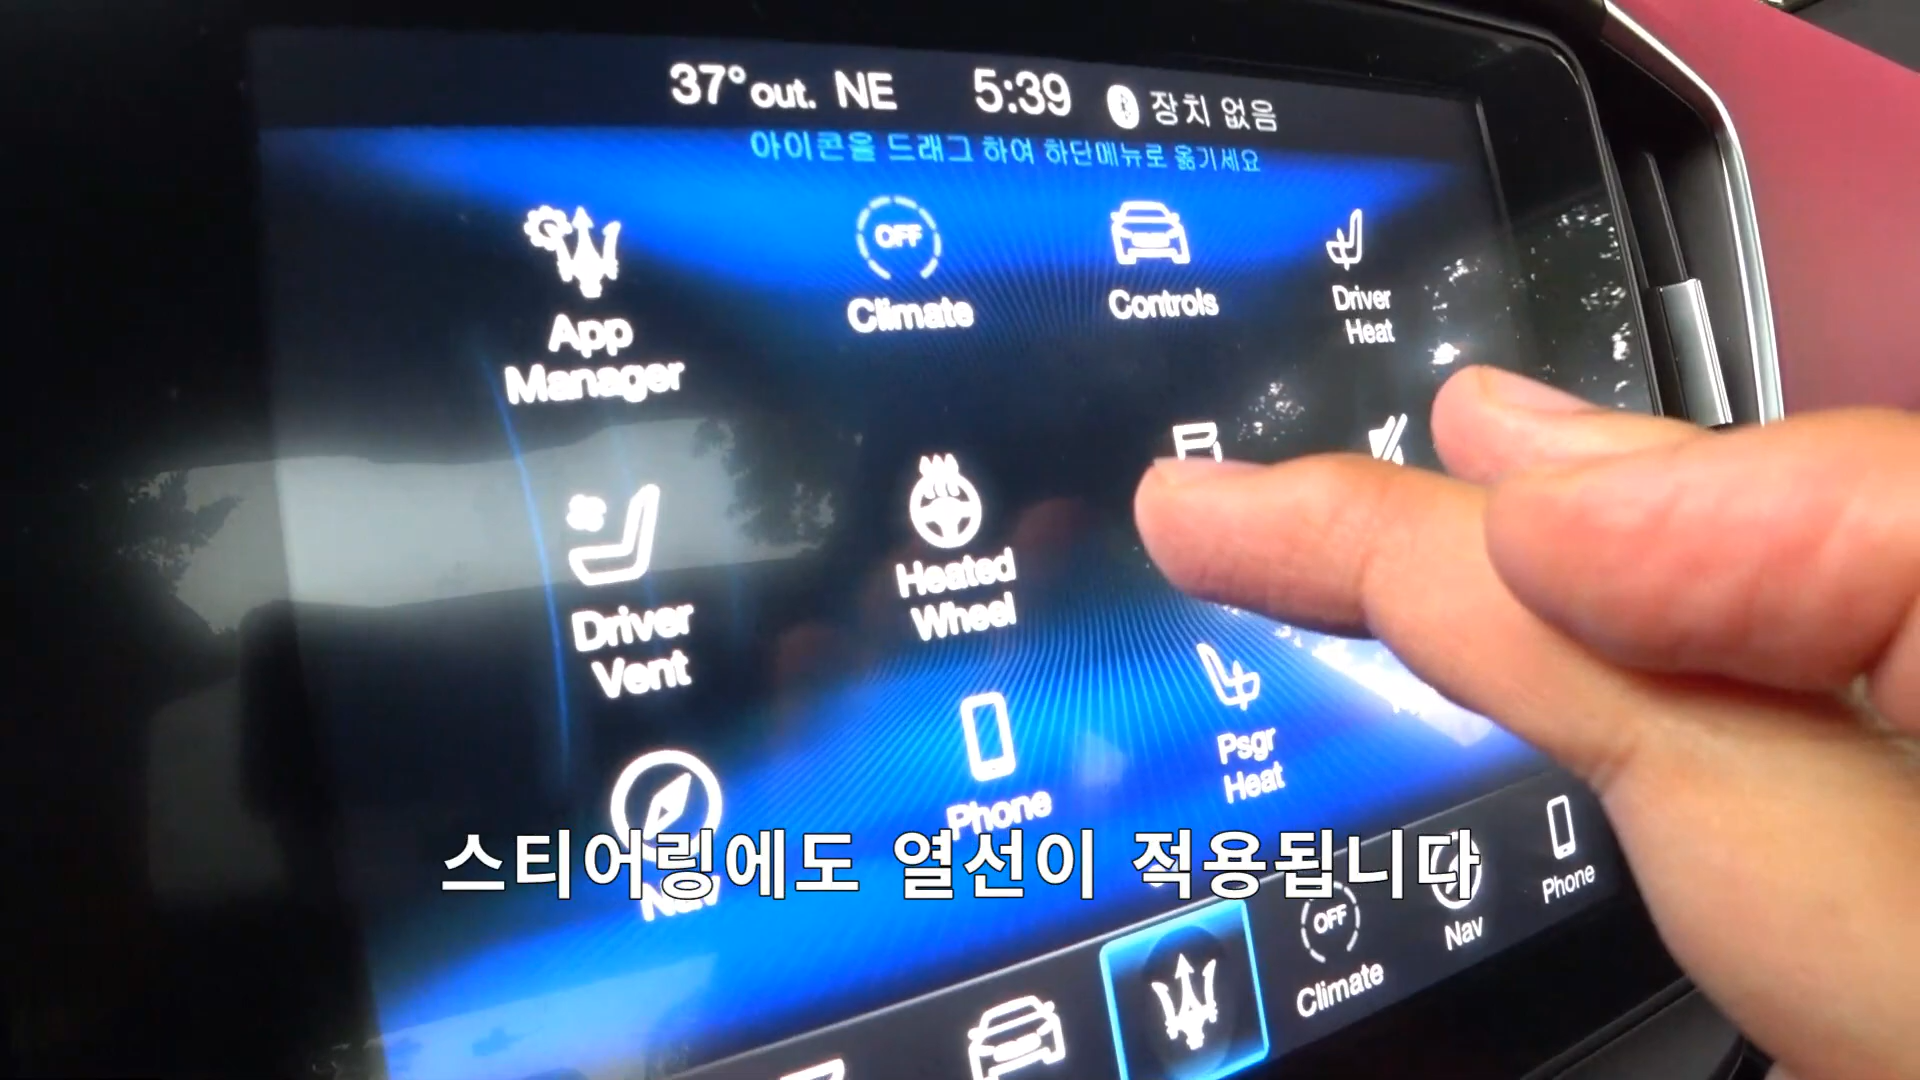 37° out. NE 5:39 장치 없음
아이콘을 드래그 하여 하단메뉴로 옮기세요
App
Manager
OFF
Climate
Controls
Driver
Heat
Driver
Vent
Heated
Wheel
Nav
Phone
Psgr
Heat
스티어링에도 열선이 적용됩니다
OFF
Climate
Nav
Phone